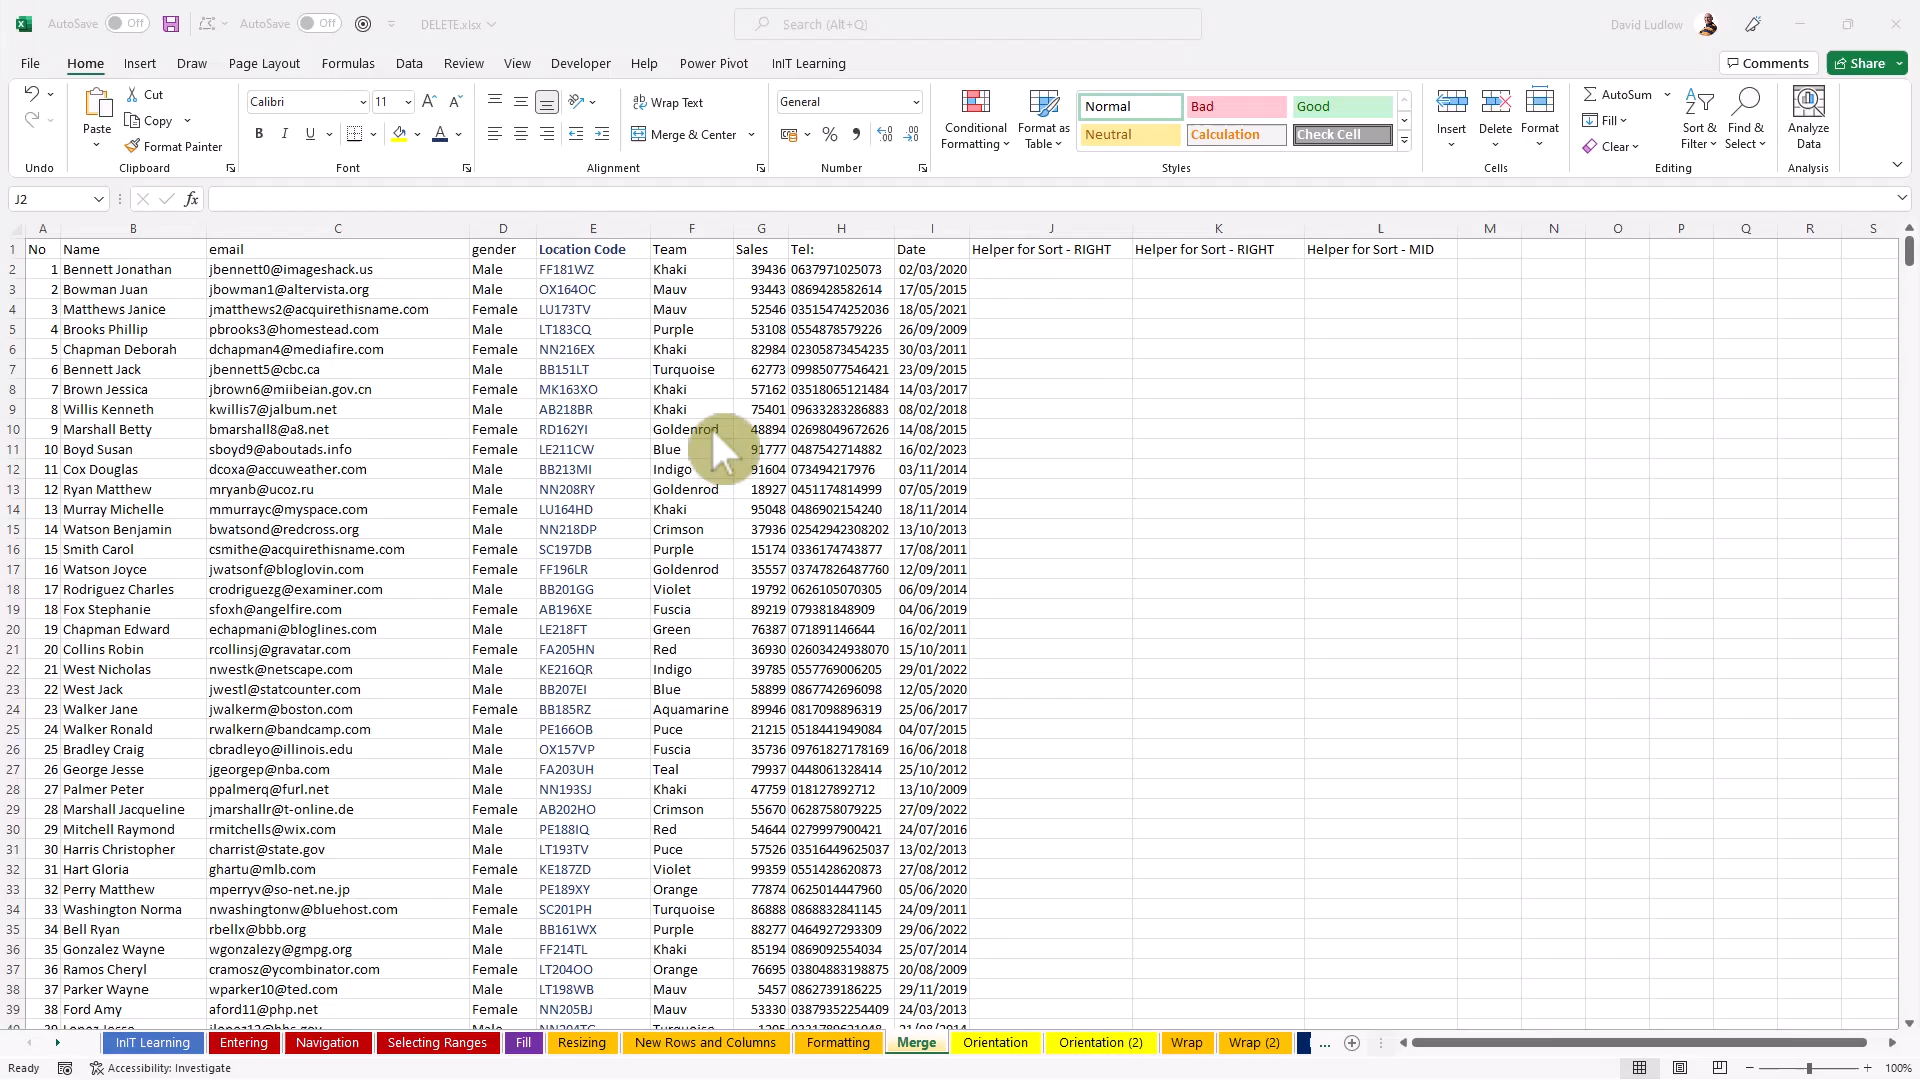 AutoSave Off AutoSave Off DELETE.xlsx Search (Alt+Q) David Ludlow
File Home Insert Draw Page Layout Formulas Data Review View Developer Help Power Pivot InIT Learning Comments Share
Paste Cut Copy Format Painter
Calibri 11 B I U A
Wrap Text Merge & Center
General %
Conditional Formatting Format as Table
Normal Bad Good
Neutral Calculation Check Cell
Insert Delete Format
AutoSum Fill Clear Sort & Filter Find & Select Analyze Data
Undo Clipboard Font Alignment Number Styles Cells Editing Analysis
J2 fx
A B C D E F G H I J K L M N O P Q R S
1 No Name email gender Location Code Team Sales Tel: Date Helper for Sort - RIGHT Helper for Sort - RIGHT Helper for Sort - MID
2 1 Bennett Jonathan jbennett0@imageshack.us Male FF181WZ Khaki 39436 0637971025073 02/03/2020
3 2 Bowman Juan jbowman1@altervista.org Male OX164OC Mauv 93443 0869428582614 17/05/2015
4 3 Matthews Janice jmatthews2@acquirethisname.com Female LU173TV Mauv 52546 03515474252036 18/05/2021
5 4 Brooks Phillip pbrooks3@homestead.com Male LT183CQ Purple 53108 0554878579226 26/09/2009
6 5 Chapman Deborah dchapman4@mediafire.com Female NN216EX Khaki 82984 02305873454235 30/03/2011
7 6 Bennett Jack jbennett5@cbc.ca Male BB151LT Turquoise 62773 09985077546421 23/09/2015
8 7 Brown Jessica jbrown6@miibeian.gov.cn Female MK163XO Khaki 57162 03518065121484 14/03/2017
9 8 Willis Kenneth kwillis7@jalbum.net Male AB218BR Khaki 75401 09633283286883 08/02/2018
10 9 Marshall Betty bmarshall8@a8.net Female RD162YI Goldenrod 48894 02698049672626 14/08/2015
11 10 Boyd Susan sboyd9@aboutads.info Female LE211CW Blue 91777 0487542714882 16/02/2023
12 11 Cox Douglas dcoxa@accuweather.com Male BB213MI Indigo 91604 073494217976 03/11/2014
13 12 Ryan Matthew mryanb@ucoz.ru Male NN208RY Goldenrod 18927 0451174814999 07/05/2019
14 13 Murray Michelle mmurrayc@myspace.com Female LU164HD Khaki 95048 0486902154240 18/11/2014
15 14 Watson Benjamin bwatsond@redcross.org Male NN218DP Crimson 37936 02542942308202 13/10/2013
16 15 Smith Carol csmithe@acquirethisname.com Female SC197DB Purple 15174 0336174743877 17/08/2011
17 16 Watson Joyce jwatsonf@bloglovin.com Female FF196LR Goldenrod 35557 03747826487760 12/09/2011
18 17 Rodriguez Charles crodriguezg@examiner.com Male BB201GG Violet 19792 0626105070305 06/09/2014
19 18 Fox Stephanie sfoxh@angelfire.com Female AB196XE Fuscia 89219 079381848909 04/06/2019
20 19 Chapman Edward echapmani@bloglines.com Male LE218FT Green 76387 071891146644 16/02/2011
21 20 Collins Robin rcollinsj@gravatar.com Female FA205HN Red 36930 02603424938070 15/10/2011
22 21 West Nicholas nwestk@netscape.com Male KE216QR Indigo 39785 0557769006205 29/01/2022
23 22 West Jack jwestl@statcounter.com Male BB207EI Blue 58899 0867742696098 12/05/2020
24 23 Walker Jane jwalkerm@boston.com Female BB185RZ Aquamarine 89946 0817098896319 25/06/2017
25 24 Walker Ronald rwalkern@bandcamp.com Male PE166OB Puce 21215 0518441949084 04/07/2015
26 25 Bradley Craig cbradleyo@illinois.edu Male OX157VP Fuscia 35736 09761827178169 16/06/2018
27 26 George Jesse jgeorgep@nba.com Male FA203UH Teal 79937 0448061328414 25/10/2012
28 27 Palmer Peter ppalmerq@furl.net Male NN193SJ Khaki 47759 018127892712 13/10/2009
29 28 Marshall Jacqueline jmarshallr@t-online.de Female AB202HO Crimson 55670 0628758079225 27/09/2022
30 29 Mitchell Raymond rmitchells@wix.com Male PE188IQ Red 54644 0279997900421 24/07/2016
31 30 Harris Christopher charrist@state.gov Male LT193TV Puce 57526 03516449625037 13/02/2013
32 31 Hart Gloria ghartu@mlb.com Female KE187ZD Violet 99359 0551428620873 27/08/2012
33 32 Perry Matthew mperryv@so-net.ne.jp Male PE189XY Orange 77874 0625014447960 05/06/2020
34 33 Washington Norma nwashingtonw@bluehost.com Female SC201PH Turquoise 86888 0868832841145 24/09/2011
35 34 Bell Ryan rbellx@bbb.org Male BB161WX Purple 88277 0464927293309 29/06/2022
36 35 Gonzalez Wayne wgonzalezy@gmpg.org Male FF214TL Khaki 85194 0869092554034 25/07/2014
37 36 Ramos Cheryl cramosz@ycombinator.com Female LT204OO Orange 76695 03804883198875 20/08/2009
38 37 Parker Wayne wparker10@ted.com Male LT198WB Mauv 5457 0862739186225 29/11/2019
39 38 Ford Amy aford11@php.net Female NN205BJ Mauv 53330 03879352254409 24/03/2013
InIT Learning Entering Navigation Selecting Ranges Fill Resizing New Rows and Columns Formatting Merge Orientation Orientation (2) Wrap Wrap (2) ...
Ready Accessibility: Investigate 100%